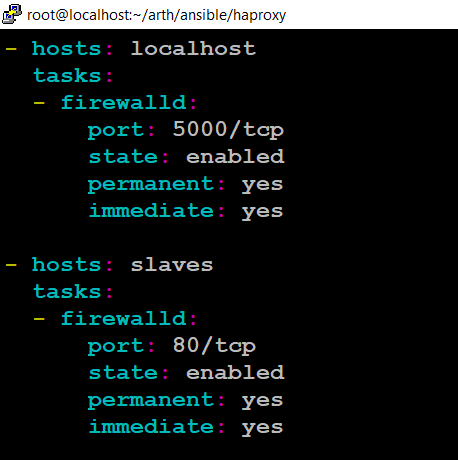 root@localhost:~/arth/ansible/haproxy
- hosts: localhost
  tasks:
  - firewalld:
      port: 5000/tcp
      state: enabled
      permanent: yes
      immediate: yes

- hosts: slaves
  tasks:
  - firewalld:
      port: 80/tcp
      state: enabled
      permanent: yes
      immediate: yes